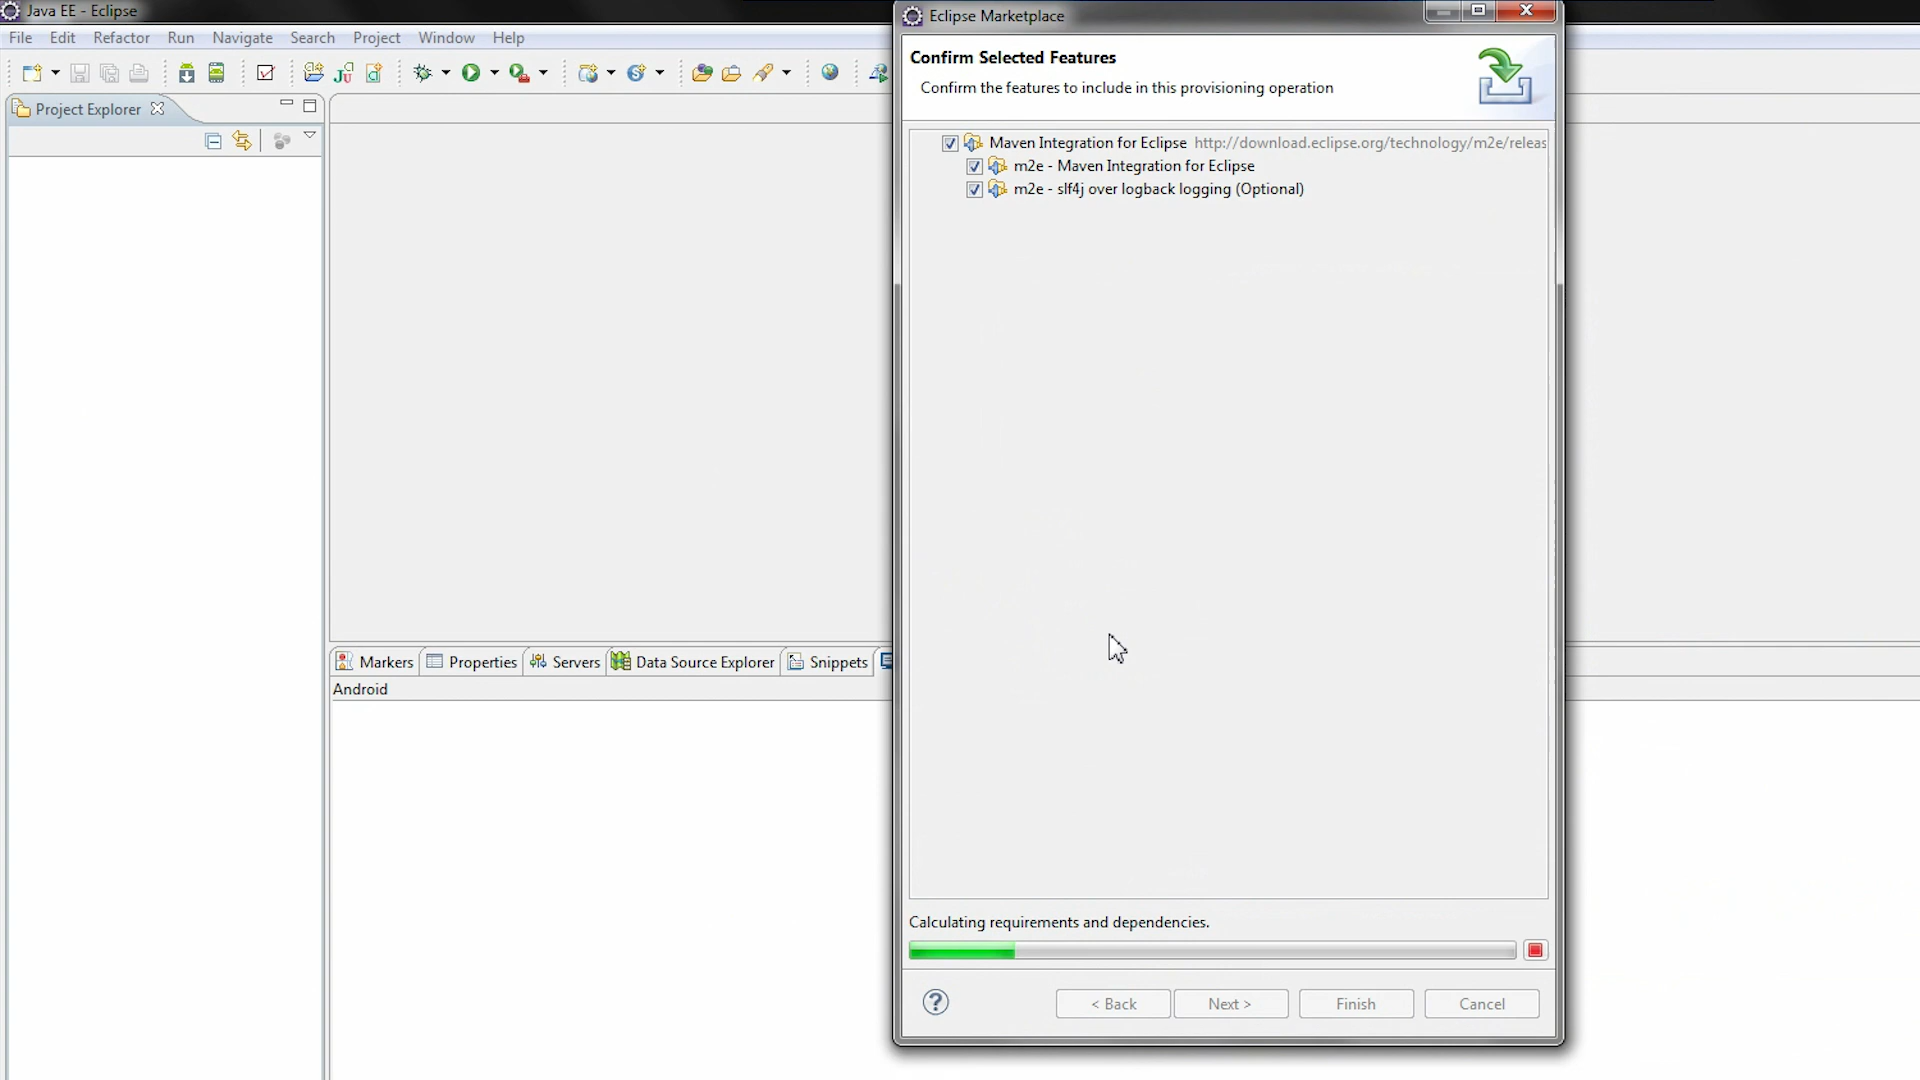 Java EE - Eclipse
File Edit Refactor Run Navigate Search Project Window Help
Project Explorer
Markers Properties Servers Data Source Explorer Snippets
Android
Eclipse Marketplace
Confirm Selected Features
Confirm the features to include in this provisioning operation
Maven Integration for Eclipse http://download.eclipse.org/technology/m2e/releas
m2e - Maven Integration for Eclipse
m2e - slf4j over logback logging (Optional)
Calculating requirements and dependencies.
< Back Next > Finish Cancel